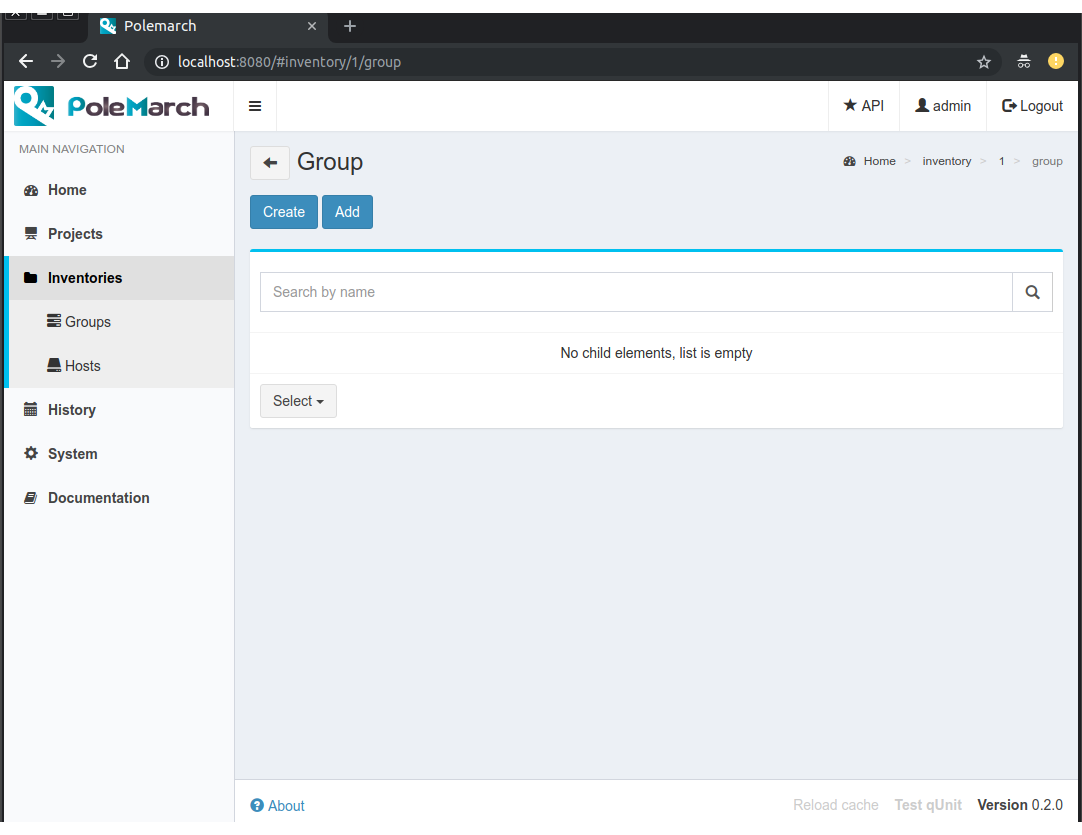 Polemarch
localhost:8080/#inventory/1/group
PoleMarch
API
admin
Logout
MAIN NAVIGATION
Home
Projects
Inventories
Groups
Hosts
History
System
Documentation
Group
Home > inventory > 1 > group
Create
Add
Search by name
No child elements, list is empty
Select
About
Reload cache Test qUnit Version 0.2.0